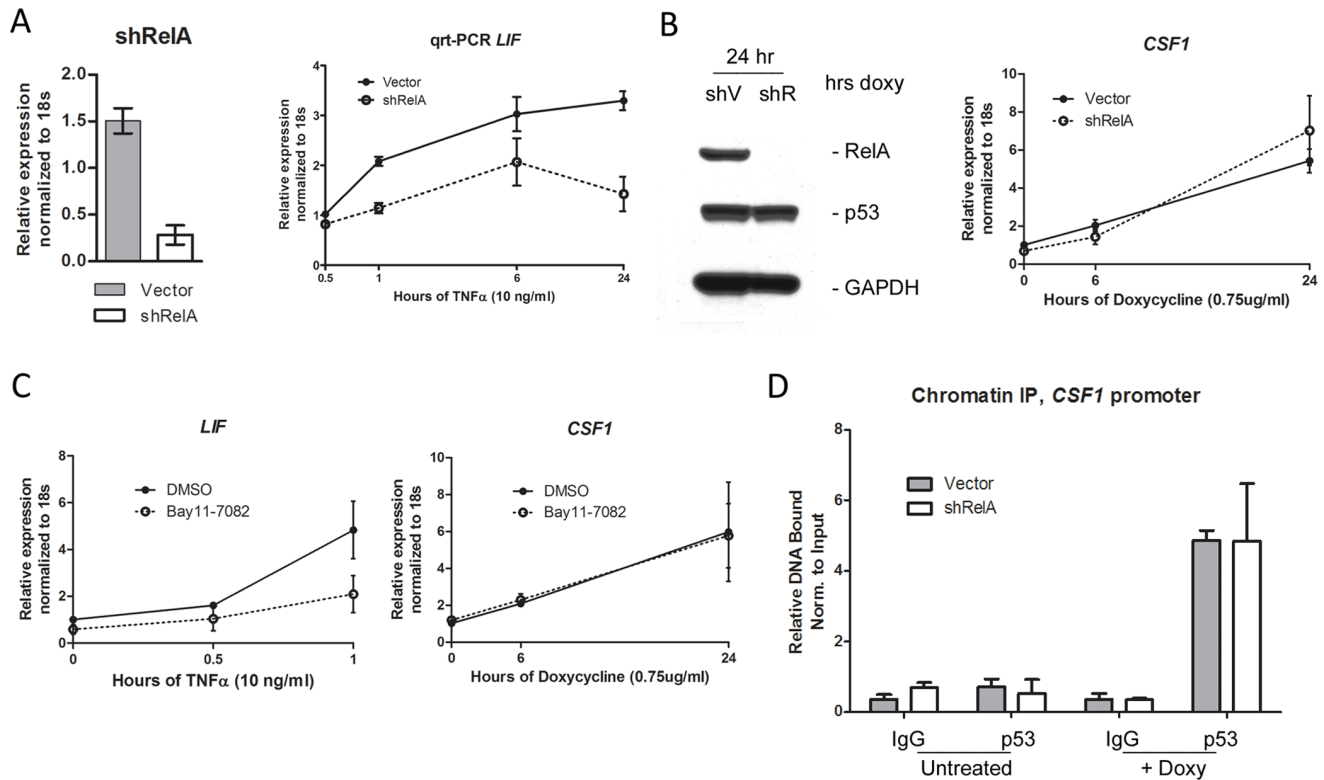 A
shRelA
Relative expression
normalized to 18s
2.0
1.5
1.0
0.5
0.0
Vector
shRelA
qrt-PCR LIF
Relative expression
normalized to 18s
4
3
2
1
0
Vector
shRelA
0.5
1
6
24
Hours of TNFα (10 ng/ml)
B
24 hr
shV shR
hrs doxy
- RelA
- p53
- GAPDH
CSF1
Relative expression
normalized to 18s
10
8
6
4
2
0
Vector
shRelA
0
6
24
Hours of Doxycycline (0.75ug/ml)
C
LIF
Relative expression
normalized to 18s
8
6
4
2
0
DMSO
Bay11-7082
0
0.5
1
Hours of TNFα (10 ng/ml)
CSF1
Relative expression
normalized to 18s
10
8
6
4
2
0
DMSO
Bay11-7082
0
6
24
Hours of Doxycycline (0.75ug/ml)
D
Chromatin IP, CSF1 promoter
Relative DNA Bound
Norm. to Input
8
6
4
2
0
Vector
shRelA
IgG p53 IgG p53
Untreated + Doxy